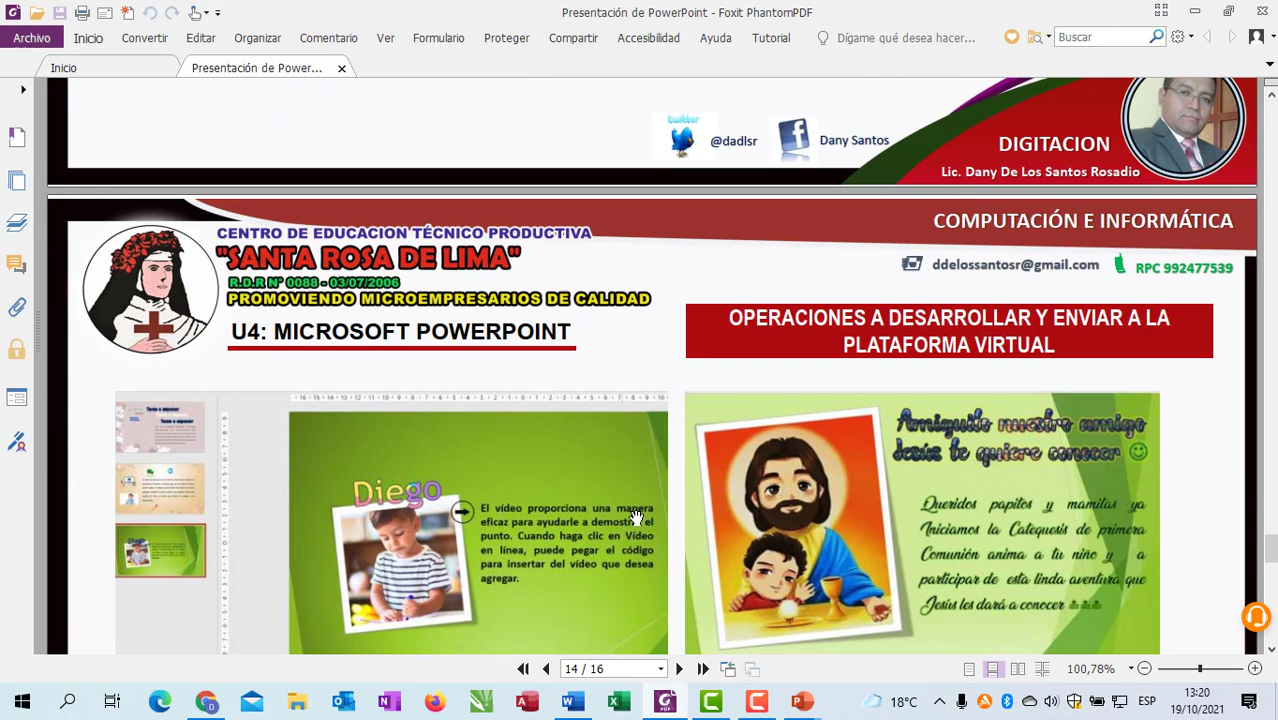 Presentación de PowerPoint - Foxit PhantomPDF
Archivo Inicio Convertir Editar Organizar Comentario Ver Formulario Proteger Compartir Accesibilidad Ayuda Tutorial Dígame qué desea hacer... Buscar
Inicio Presentación de Power...
twitter
@dadlsr
Dany Santos
DIGITACION
Lic. Dany De Los Santos Rosadio
CENTRO DE EDUCACION TÉCNICO PRODUCTIVA
"SANTA ROSA DE LIMA"
R.D.R Nº 0088 - 03/07/2006
PROMOVIENDO MICROEMPRESARIOS DE CALIDAD
U4: MICROSOFT POWERPOINT
COMPUTACIÓN E INFORMÁTICA
ddelossantosr@gmail.com
RPC 992477539
OPERACIONES A DESARROLLAR Y ENVIAR A LA
PLATAFORMA VIRTUAL
Diego
El vídeo proporciona una manera
eficaz para ayudarle a demostrar el
punto. Cuando haga clic en Vídeo
en línea, puede pegar el código
para insertar del vídeo que desea
agregar.
Amiguito nuestro amigo
Jesús te quiere conocer
Queridos papitos y mamitas ya
Iniciamos la Catequesis de primera
Comunión anima a tu niño y a
participar de esta linda aventura que
Jesús les dará a conocer
14 / 16
100,78%
18°C
ESP
13:20
19/10/2021